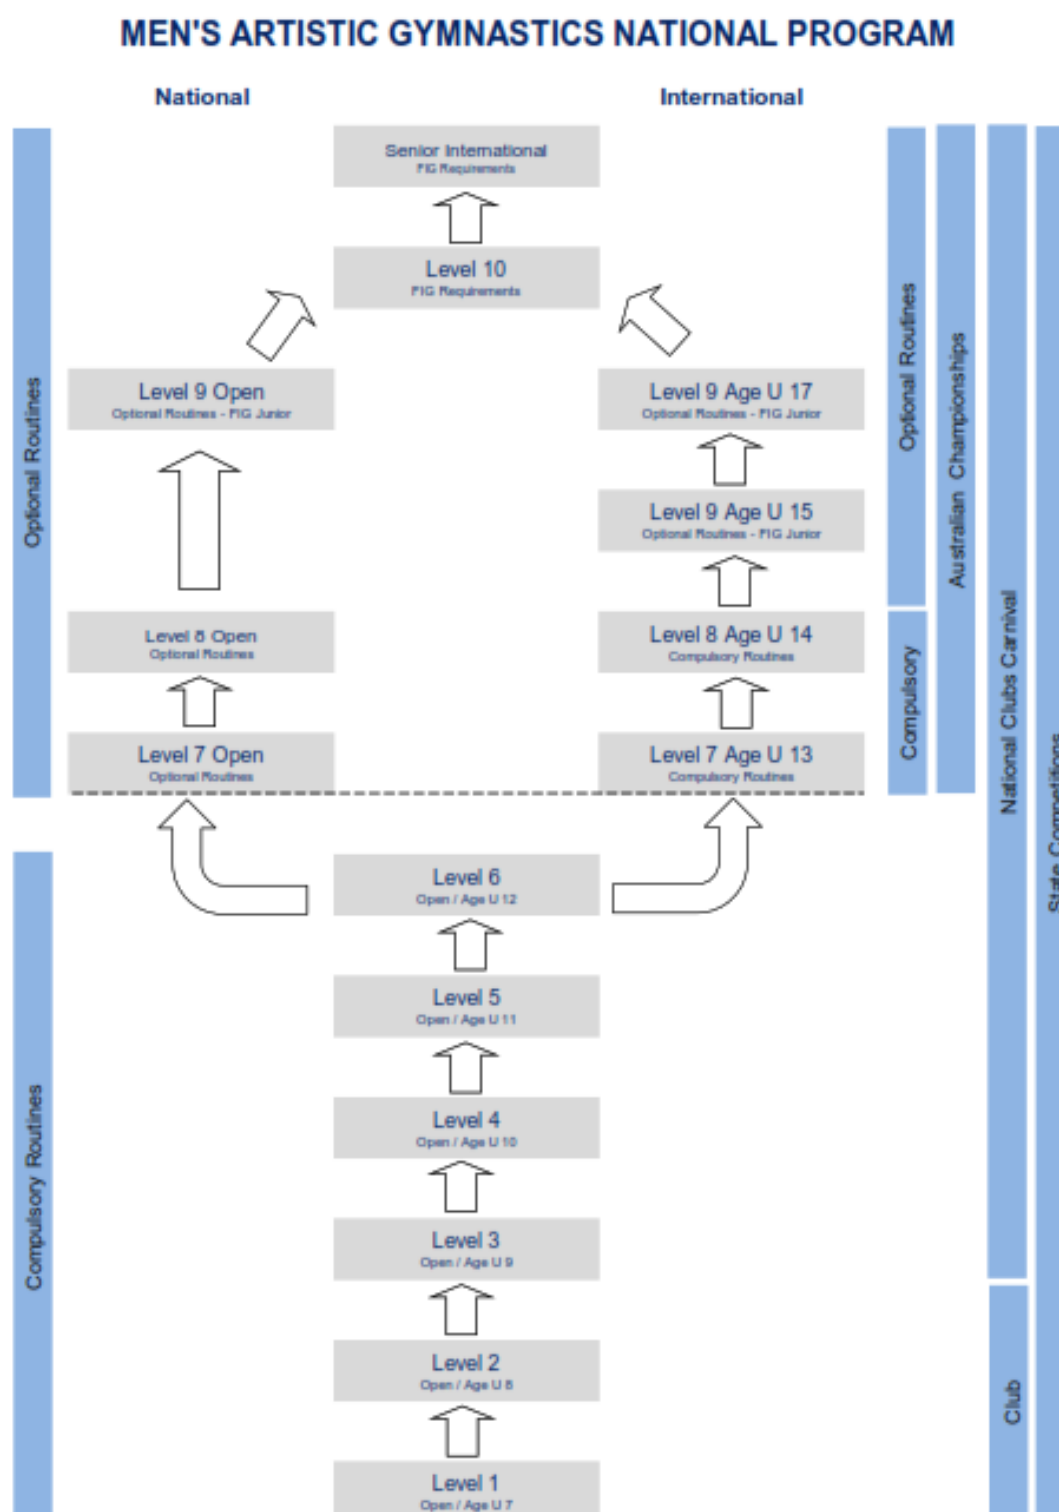 MEN'S ARTISTIC GYMNASTICS NATIONAL PROGRAM
National
International
Senior International
FIG Requirements
Level 10
FIG Requirements
Level 9 Open
Optional Routines - FIG Junior
Level 9 Age U 17
Optional Routines - FIG Junior
Level 9 Age U 15
Optional Routines - FIG Junior
Level 8 Open
Optional Routines
Level 8 Age U 14
Compulsory Routines
Level 7 Open
Optional Routines
Level 7 Age U 13
Compulsory Routines
Level 6
Open / Age U 12
Level 5
Open / Age U 11
Level 4
Open / Age U 10
Level 3
Open / Age U 9
Level 2
Open / Age U 8
Level 1
Open / Age U 7
Optional Routines
Compulsory Routines
Optional Routines
Compulsory
Australian Championships
National Clubs Carnival
Club
State Competitions